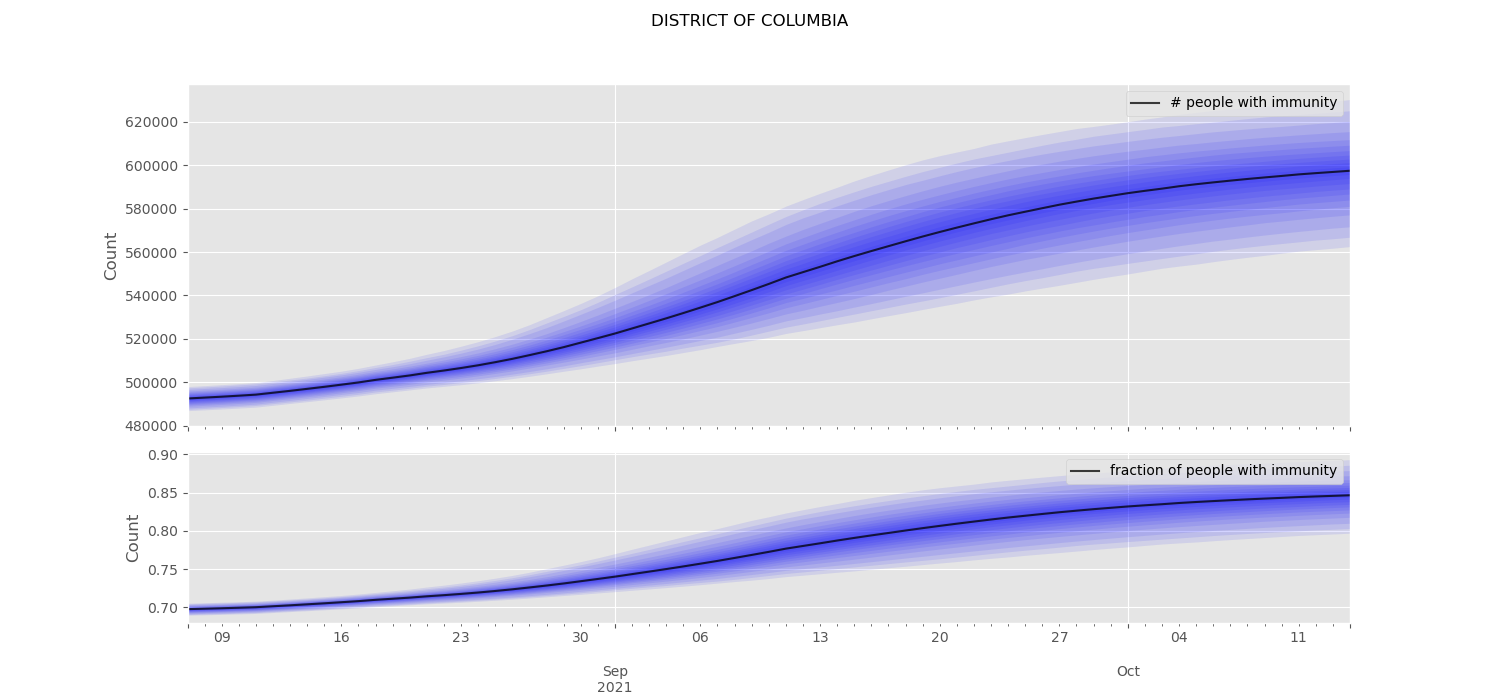 DISTRICT OF COLUMBIA
# people with immunity
620000
600000
580000
560000
540000
520000
500000
480000
Count
fraction of people with immunity
0.90
0.85
0.80
0.75
0.70
Count
09 16 23 30 06 13 20 27 04 11
Sep Oct
2021